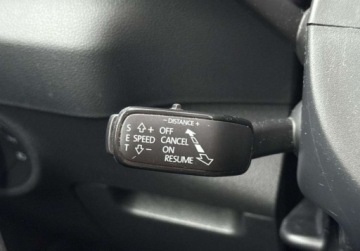 - DISTANCE +
S + OFF
E SPEED CANCEL
T - ON
RESUME